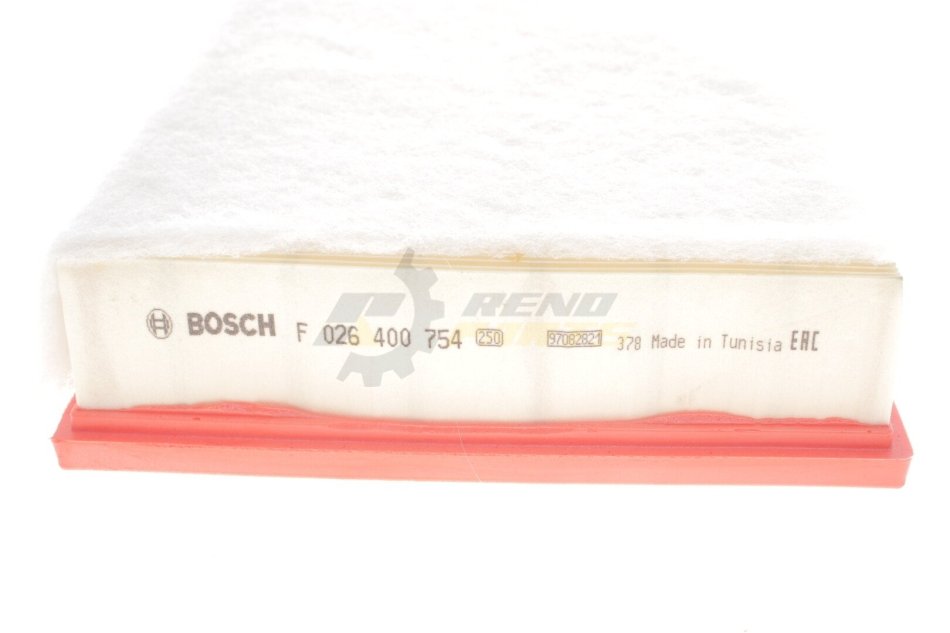 BOSCH F 026 400 754 250 97082821 378 Made in Tunisia EAC
RENO